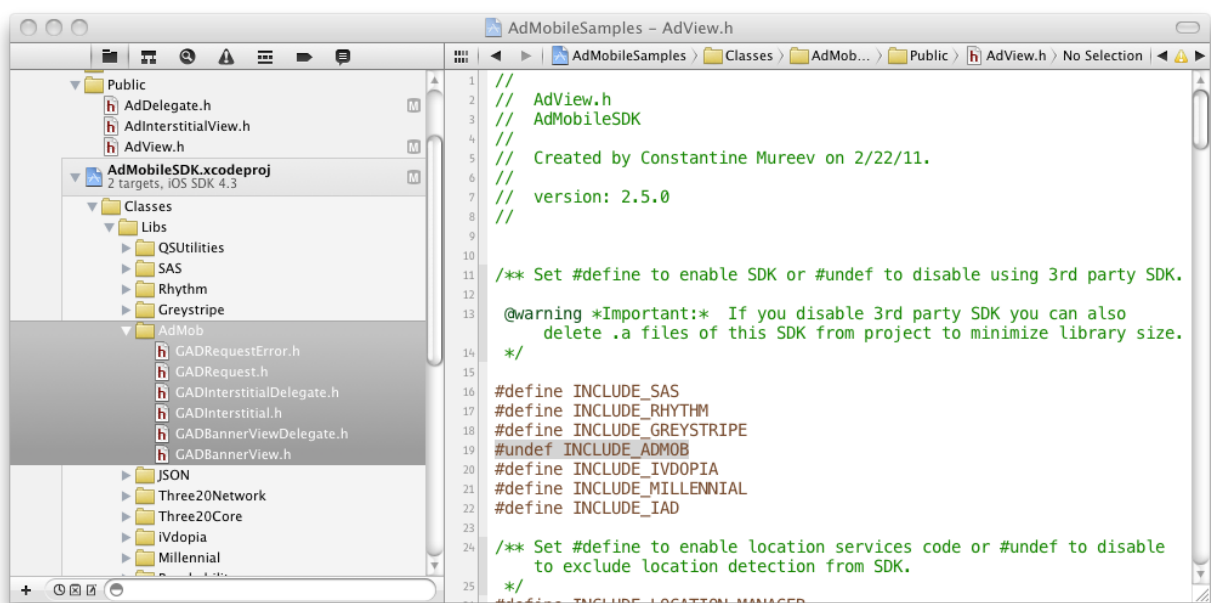 AdMobileSamples – AdView.h
AdMobileSamples Classes AdMob... Public h AdView.h No Selection
Public
h AdDelegate.h M
h AdInterstitialView.h
h AdView.h M
AdMobileSDK.xcodeproj M
2 targets, iOS SDK 4.3
Classes
Libs
QSUtilities
SAS
Rhythm
Greystripe
AdMob
h GADRequestError.h
h GADRequest.h
h GADInterstitialDelegate.h
h GADInterstitial.h
h GADBannerViewDelegate.h
h GADBannerView.h
JSON
Three20Network
Three20Core
iVdopia
Millennial
1 //
2 // AdView.h
3 // AdMobileSDK
4 //
5 // Created by Constantine Mureev on 2/22/11.
6 //
7 // version: 2.5.0
8 //
9
10
11 /** Set #define to enable SDK or #undef to disable using 3rd party SDK.
12
13 @warning *Important:* If you disable 3rd party SDK you can also
delete .a files of this SDK from project to minimize library size.
14 */
15
16 #define INCLUDE_SAS
17 #define INCLUDE_RHYTHM
18 #define INCLUDE_GREYSTRIPE
19 #undef INCLUDE_ADMOB
20 #define INCLUDE_IVDOPIA
21 #define INCLUDE_MILLENNIAL
22 #define INCLUDE_IAD
23
24 /** Set #define to enable location services code or #undef to disable
to exclude location detection from SDK.
25 */
#define INCLUDE_LOCATION_MANAGER